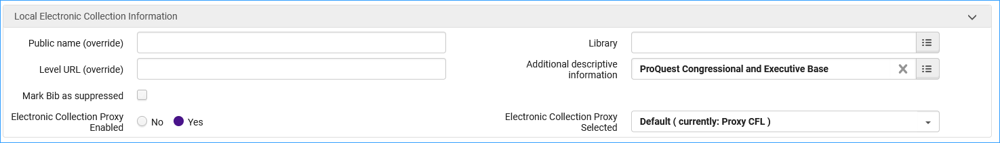 Local Electronic Collection Information
Public name (override)
Library
Level URL (override)
Additional descriptive
information
ProQuest Congressional and Executive Base
Mark Bib as suppressed
Electronic Collection Proxy
Enabled
No
Yes
Electronic Collection Proxy
Selected
Default ( currently: Proxy CFL )